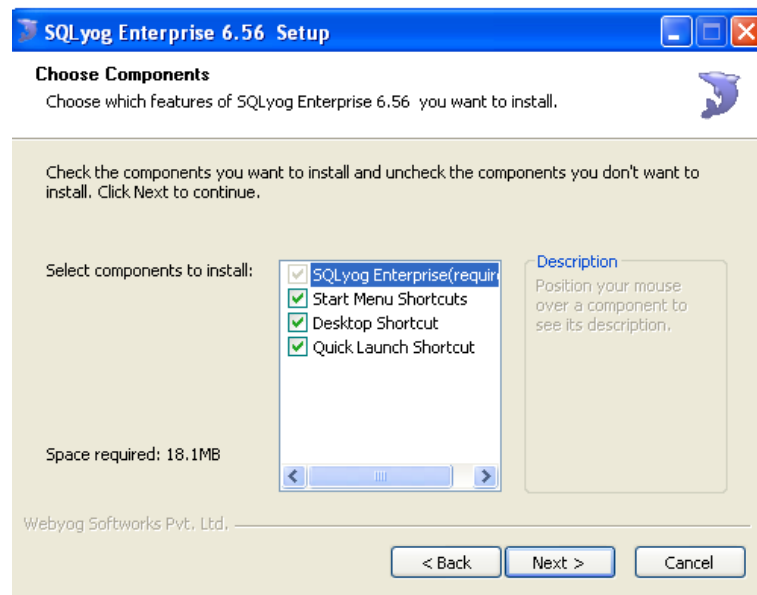 SQLyog Enterprise 6.56 Setup
Choose Components
Choose which features of SQLyog Enterprise 6.56 you want to install.
Check the components you want to install and uncheck the components you don't want to
install. Click Next to continue.
Select components to install:
SQLyog Enterprise(require
Start Menu Shortcuts
Desktop Shortcut
Quick Launch Shortcut
Description
Position your mouse
over a component to
see its description.
Space required: 18.1MB
Webyog Softworks Pvt. Ltd.
< Back
Next >
Cancel